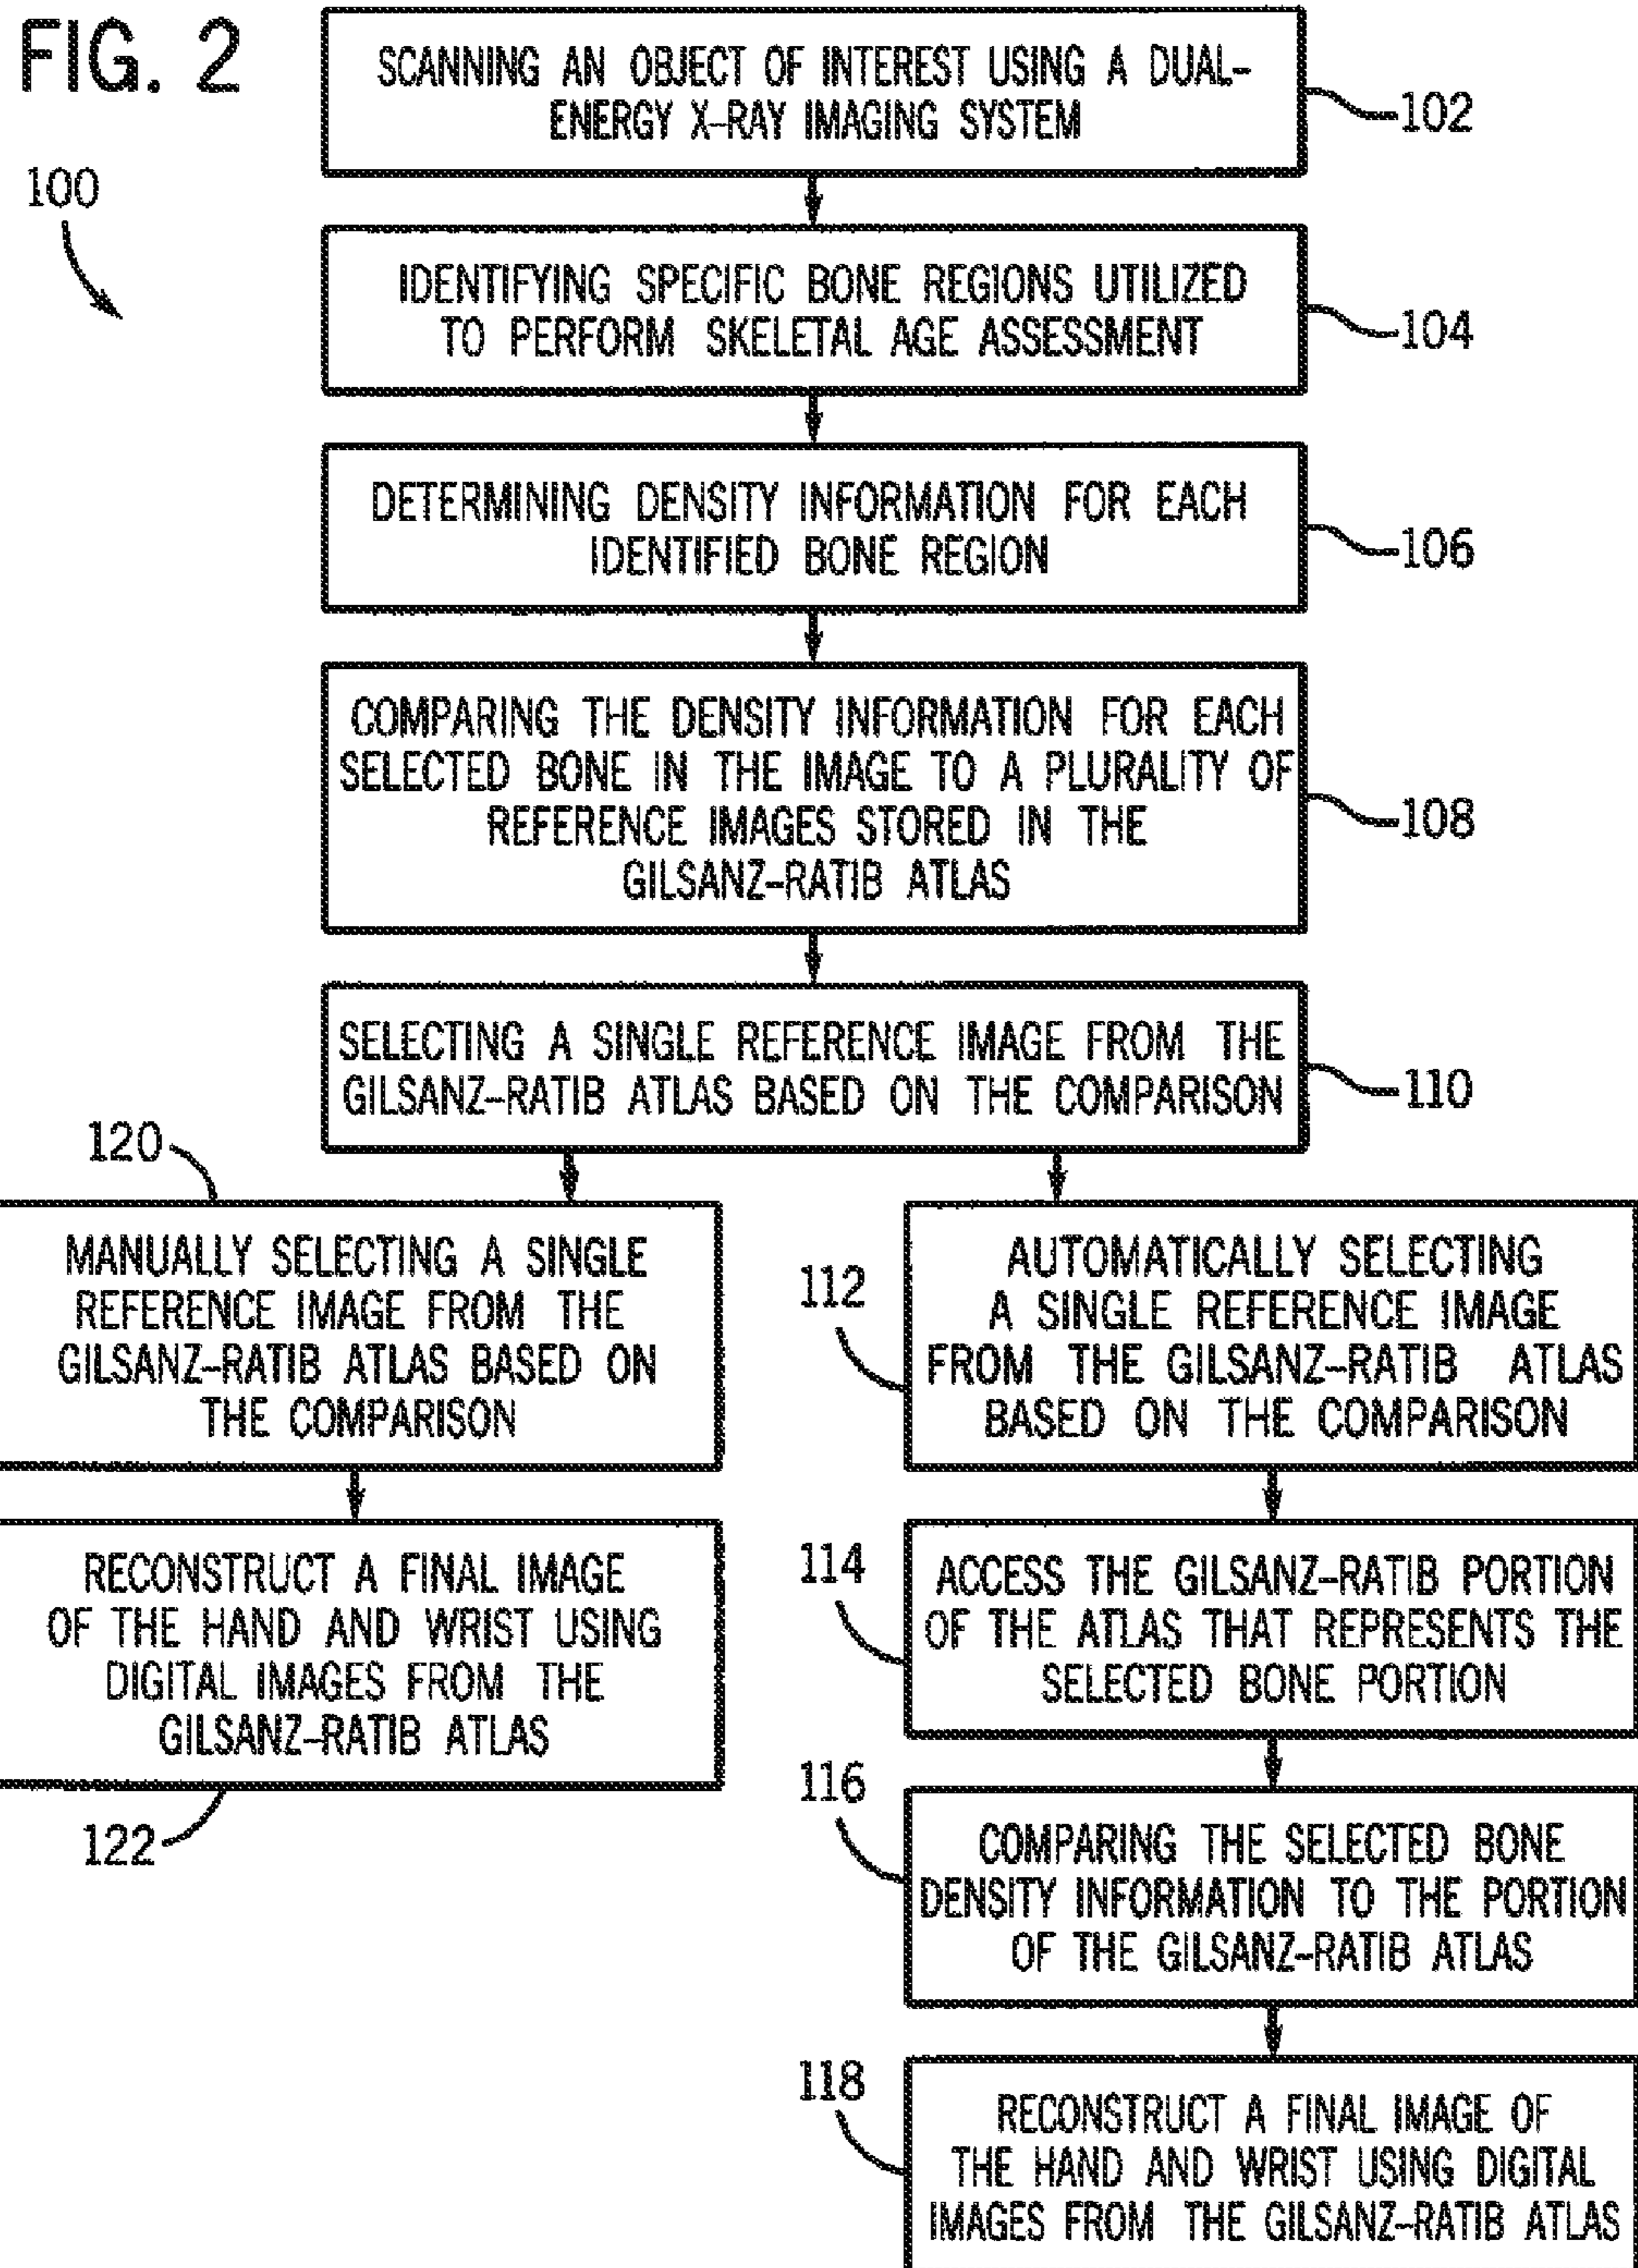 FIG. 2
100
SCANNING AN OBJECT OF INTEREST USING A DUAL-
ENERGY X-RAY IMAGING SYSTEM
102
IDENTIFYING SPECIFIC BONE REGIONS UTILIZED
TO PERFORM SKELETAL AGE ASSESSMENT
104
DETERMINING DENSITY INFORMATION FOR EACH
IDENTIFIED BONE REGION
106
COMPARING THE DENSITY INFORMATION FOR EACH
SELECTED BONE IN THE IMAGE TO A PLURALITY OF
REFERENCE IMAGES STORED IN THE
GILSANZ-RATIB ATLAS
108
SELECTING A SINGLE REFERENCE IMAGE FROM THE
GILSANZ-RATIB ATLAS BASED ON THE COMPARISON
110
120
MANUALLY SELECTING A SINGLE
REFERENCE IMAGE FROM THE
GILSANZ-RATIB ATLAS BASED ON
THE COMPARISON
RECONSTRUCT A FINAL IMAGE
OF THE HAND AND WRIST USING
DIGITAL IMAGES FROM THE
GILSANZ-RATIB ATLAS
122
112
AUTOMATICALLY SELECTING
A SINGLE REFERENCE IMAGE
FROM THE GILSANZ-RATIB ATLAS
BASED ON THE COMPARISON
114
ACCESS THE GILSANZ-RATIB PORTION
OF THE ATLAS THAT REPRESENTS THE
SELECTED BONE PORTION
116
COMPARING THE SELECTED BONE
DENSITY INFORMATION TO THE PORTION
OF THE GILSANZ-RATIB ATLAS
118
RECONSTRUCT A FINAL IMAGE OF
THE HAND AND WRIST USING DIGITAL
IMAGES FROM THE GILSANZ-RATIB ATLAS